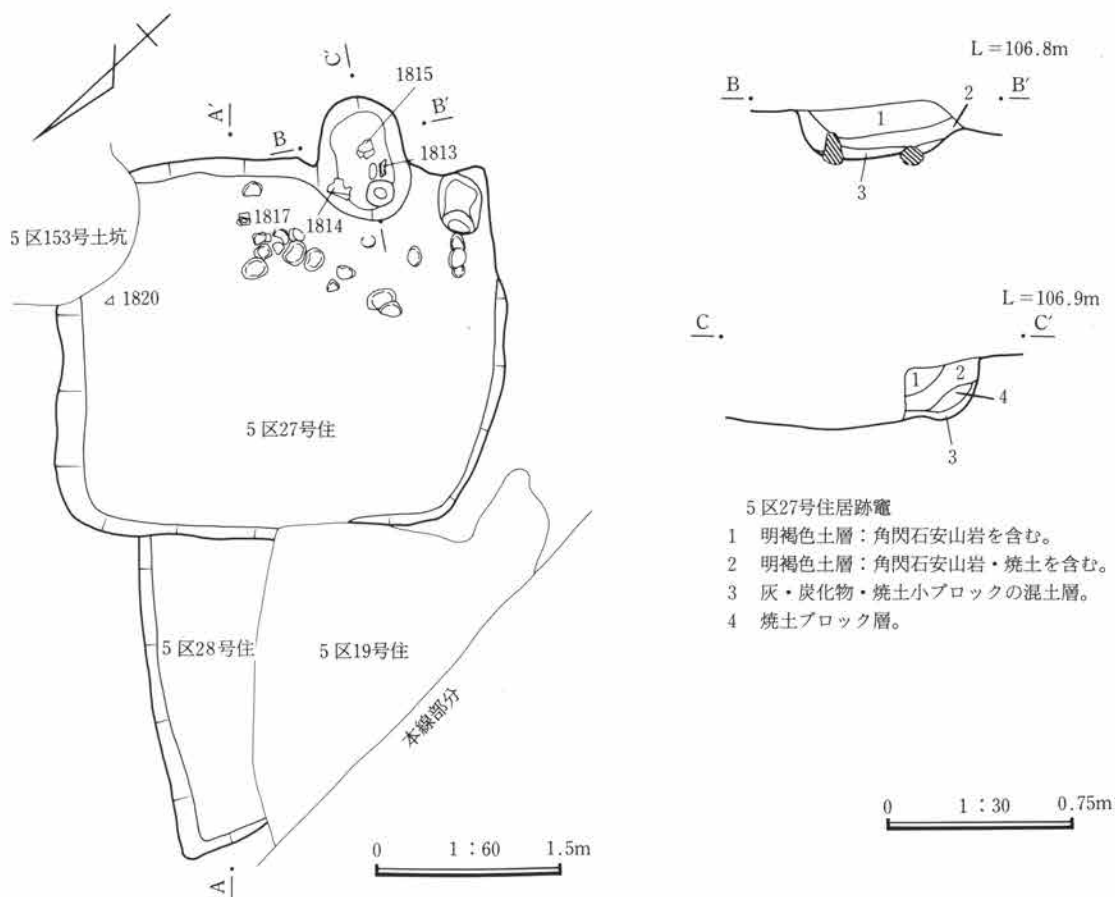 C′
1815
A′
B
B′
1813
1817
1814
C
5区153号土坑
1820
5区27号住
5区28号住
5区19号住
本線部分
A
0 1:60 1.5m
L=106.8m
B
B′
2
1
3
L=106.9m
C
C′
1
2
4
3
5区27号住居跡竈
1 明褐色土層:角閃石安山岩を含む。
2 明褐色土層:角閃石安山岩・焼土を含む。
3 灰・炭化物・焼土小ブロックの混土層。
4 焼土ブロック層。
0 1:30 0.75m